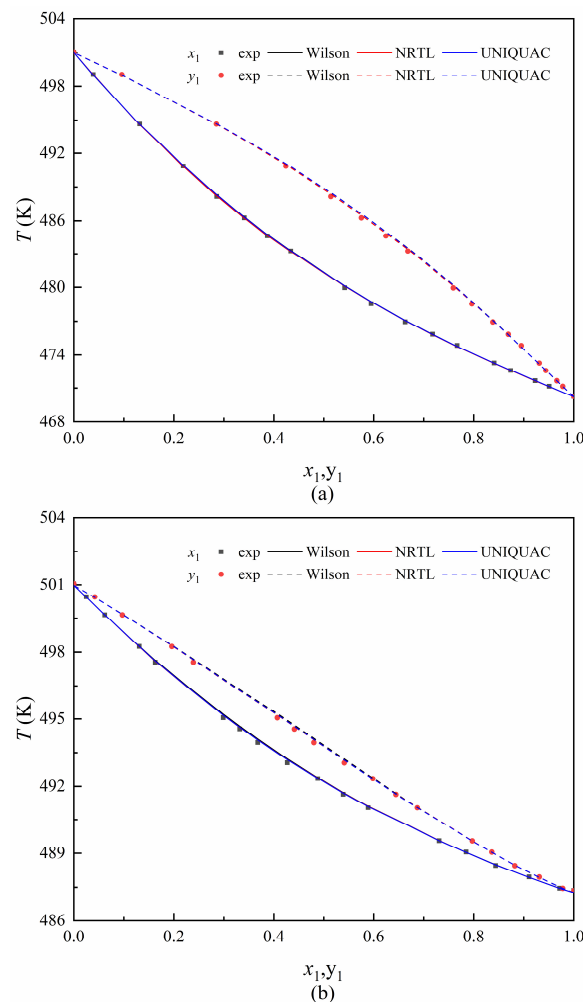 504
498
492
486
480
474
468
T (K)
x₁ exp Wilson NRTL UNIQUAC
y₁ exp Wilson NRTL UNIQUAC
0.0 0.2 0.4 0.6 0.8 1.0
x₁,y₁
(a)
504
501
498
495
492
489
486
T (K)
x₁ exp Wilson NRTL UNIQUAC
y₁ exp Wilson NRTL UNIQUAC
0.0 0.2 0.4 0.6 0.8 1.0
x₁,y₁
(b)